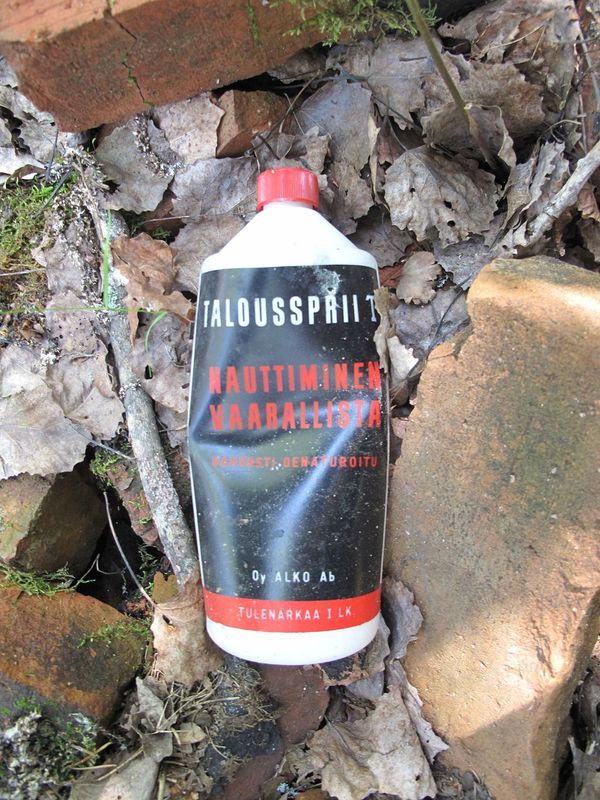 TALOUSSPRIIT
NAUTTIMINEN
VAARALLISTA
VAHVASTI DENATUROITU
Oy ALKO Ab
TULENARKAA I LK.